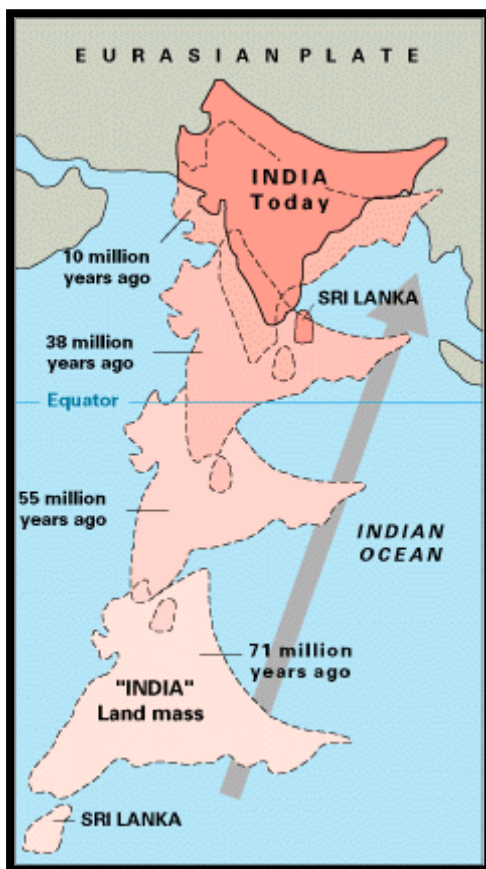 EURASIAN PLATE
INDIA
Today
10 million
years ago
SRI LANKA
38 million
years ago
Equator
55 million
years ago
INDIAN
OCEAN
71 million
years ago
"INDIA"
Land mass
SRI LANKA